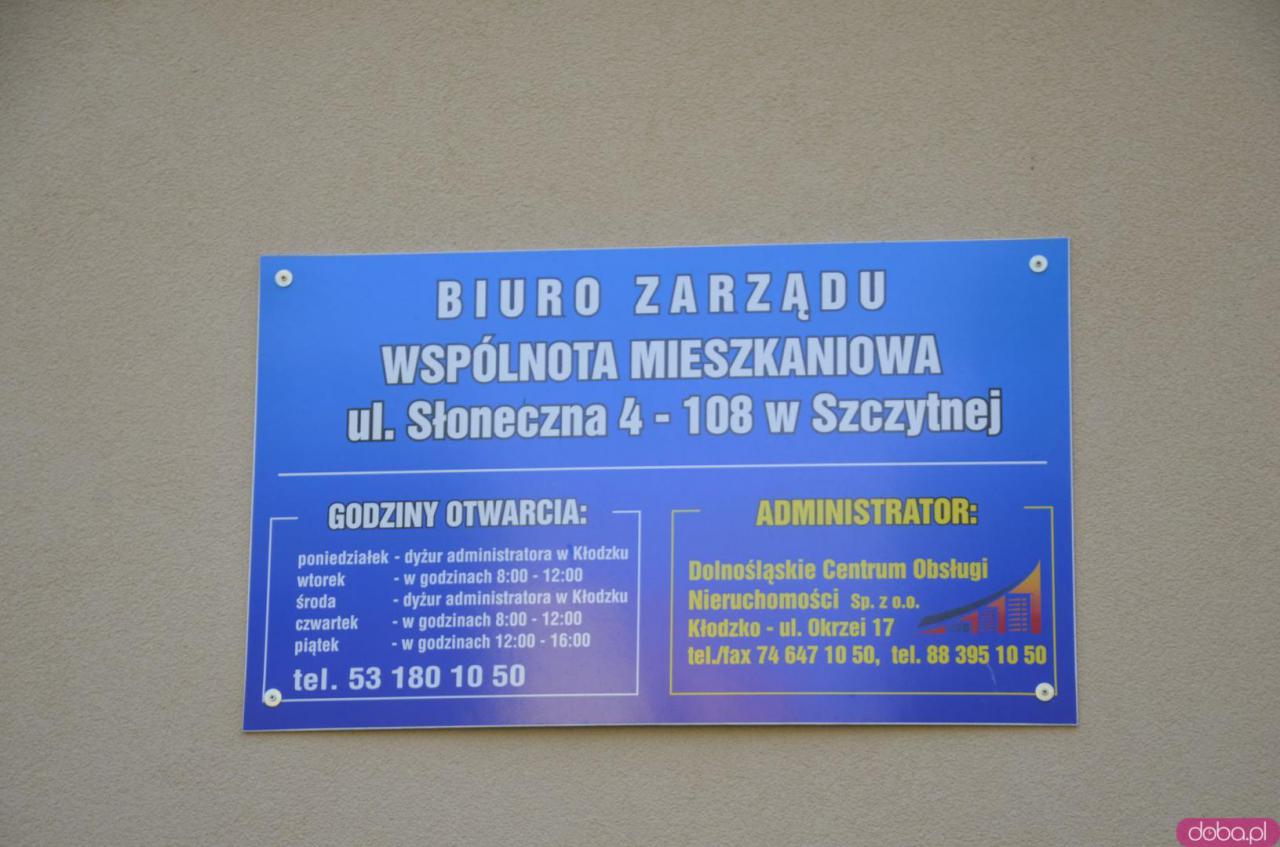 BIURO ZARZĄDU
WSPÓLNOTA MIESZKANIOWA
ul. Słoneczna 4 - 108 w Szczytnej
GODZINY OTWARCIA:
poniedziałek - dyżur administratora w Kłodzku
wtorek - w godzinach 8:00 - 12:00
środa - dyżur administratora w Kłodzku
czwartek - w godzinach 8:00 - 12:00
piątek - w godzinach 12:00 - 16:00
tel. 53 180 10 50
ADMINISTRATOR:
Dolnośląskie Centrum Obsługi
Nieruchomości Sp. z o.o.
Kłodzko - ul. Okrzei 17
tel./fax 74 647 10 50, tel. 88 395 10 50
doba.pl